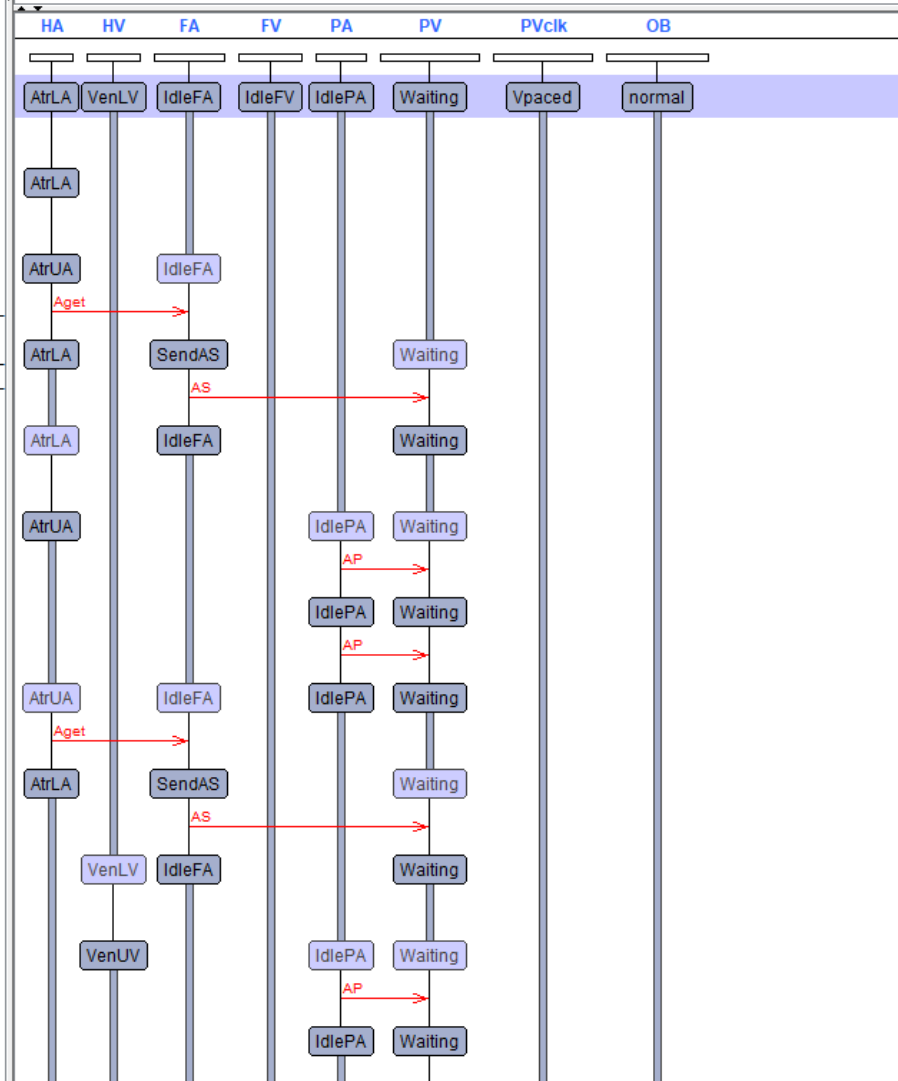 HA HV FA FV PA PV PVclk OB
AtrLA VenLV IdleFA IdleFV IdlePA Waiting Vpaced normal
AtrLA
AtrUA IdleFA
Aget
AtrLA SendAS Waiting
AS
AtrLA IdleFA Waiting
AtrUA IdlePA Waiting
AP
IdlePA Waiting
AP
AtrUA IdleFA IdlePA Waiting
Aget
AtrLA SendAS Waiting
AS
VenLV IdleFA Waiting
VenUV IdlePA Waiting
AP
IdlePA Waiting